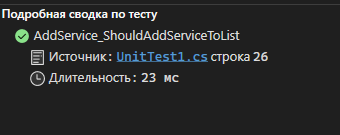 Подробная сводка по тесту
AddService_ShouldAddServiceToList
Источник: UnitTest1.cs строка 26
Длительность: 23 мс